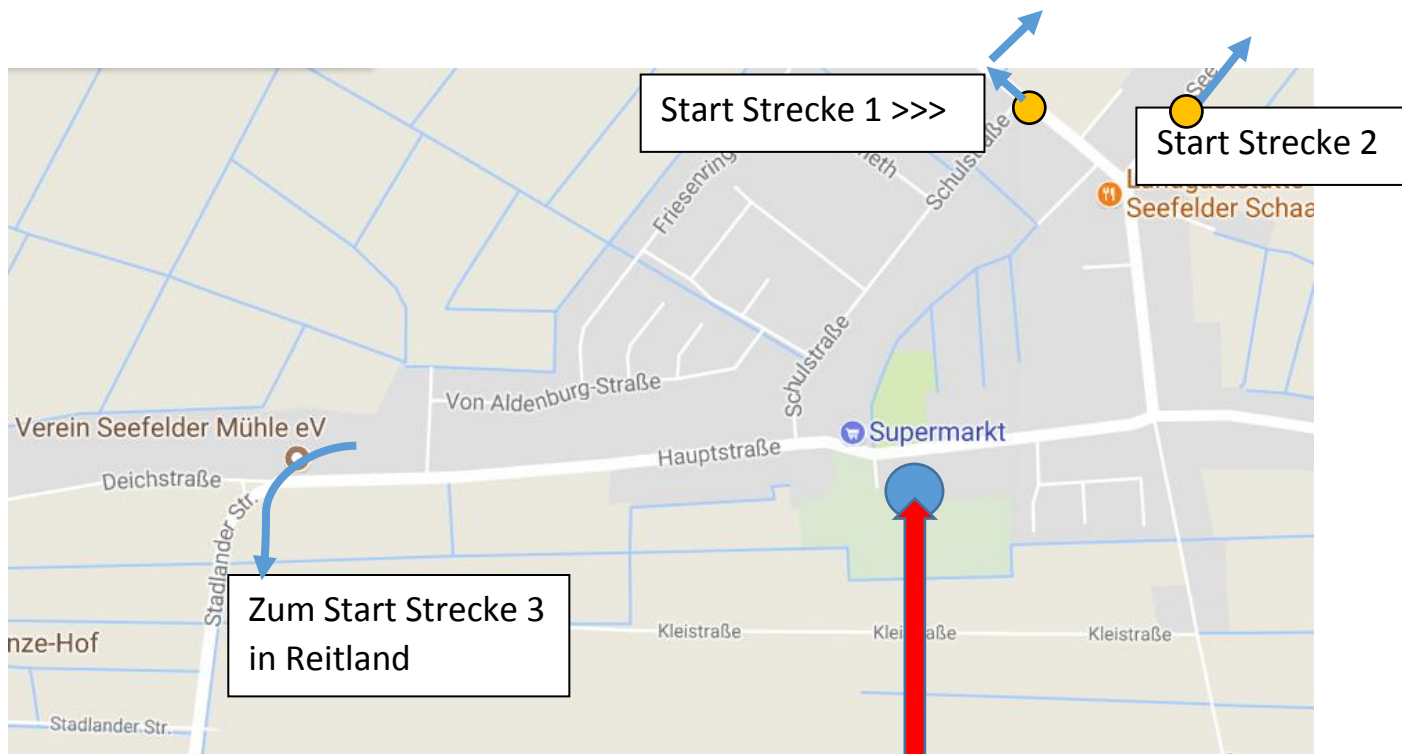 Start Strecke 1 >>>
See
Start Strecke 2
Schulstraße
Friesenring
Seefelder Schaa
Schulstraße
Von Aldenburg-Straße
Verein Seefelder Mühle eV
Supermarkt
Hauptstraße
Deichstraße
Stadlander Str.
Zum Start Strecke 3
in Reitland
Kleistraße
Kleistraße
Kleistraße
nze-Hof
Stadlander Str.